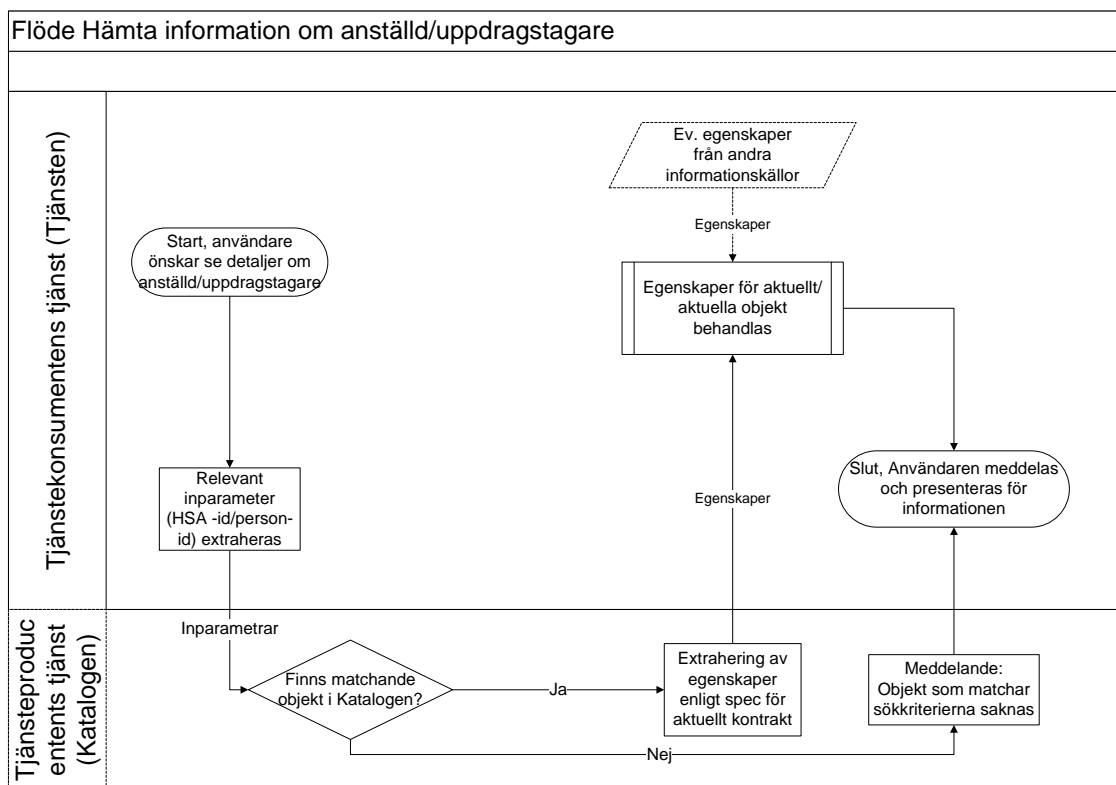 Flöde Hämta information om anställd/uppdragstagare
Tjänstekonsumentens tjänst (Tjänsten)
Ev. egenskaper
från andra
informationskällor
Egenskaper
Start, användare
önskar se detaljer om
anställd/uppdragstagare
Egenskaper för aktuellt/
aktuella objekt
behandlas
Relevant
inparameter
(HSA -id/person-
id) extraheras
Egenskaper
Slut, Användaren meddelas
och presenteras för
informationen
Tjänsteproduc
entents tjänst
(Katalogen)
Inparametrar
Finns matchande
objekt i Katalogen?
Ja
Extrahering av
egenskaper
enligt spec för
aktuellt kontrakt
Meddelande:
Objekt som matchar
sökkriterierna saknas
Nej